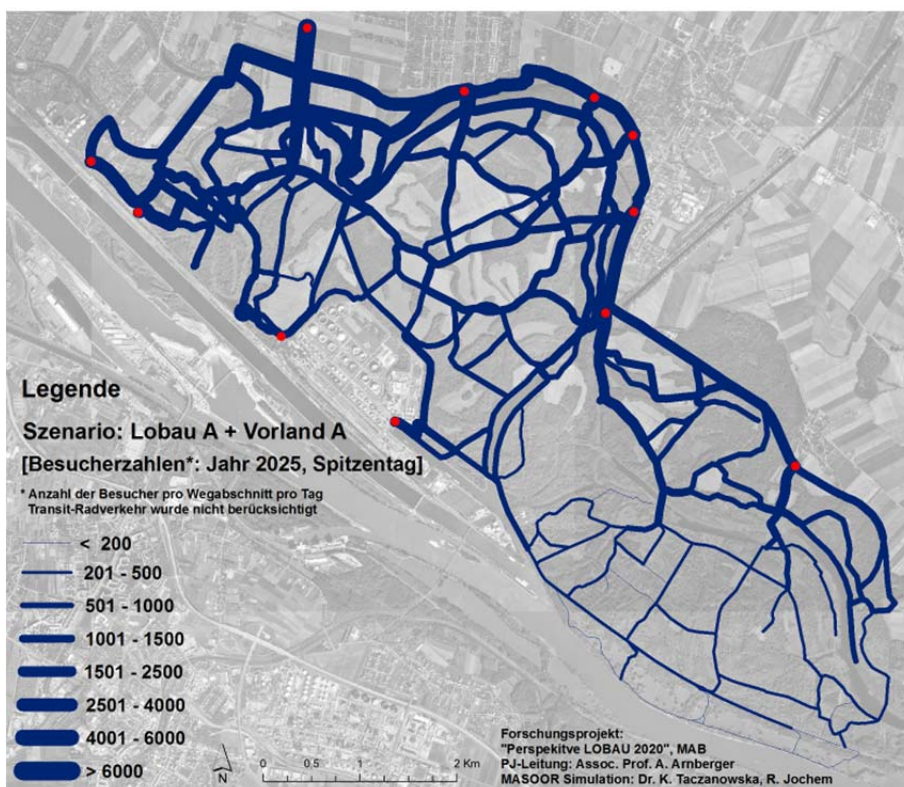 Legende
Szenario: Lobau A + Vorland A
[Besucherzahlen*: Jahr 2025, Spitzentag]
* Anzahl der Besucher pro Wegabschnitt pro Tag
Transit-Radverkehr wurde nicht berücksichtigt
< 200
201 - 500
501 - 1000
1001 - 1500
1501 - 2500
2501 - 4000
4001 - 6000
> 6000
N
0 0.5 1 2 Km
Forschungsprojekt:
"Perspekitve LOBAU 2020", MAB
PJ-Leitung: Assoc. Prof. A. Arnberger
MASOOR Simulation: Dr. K. Taczanowska, R. Jochem